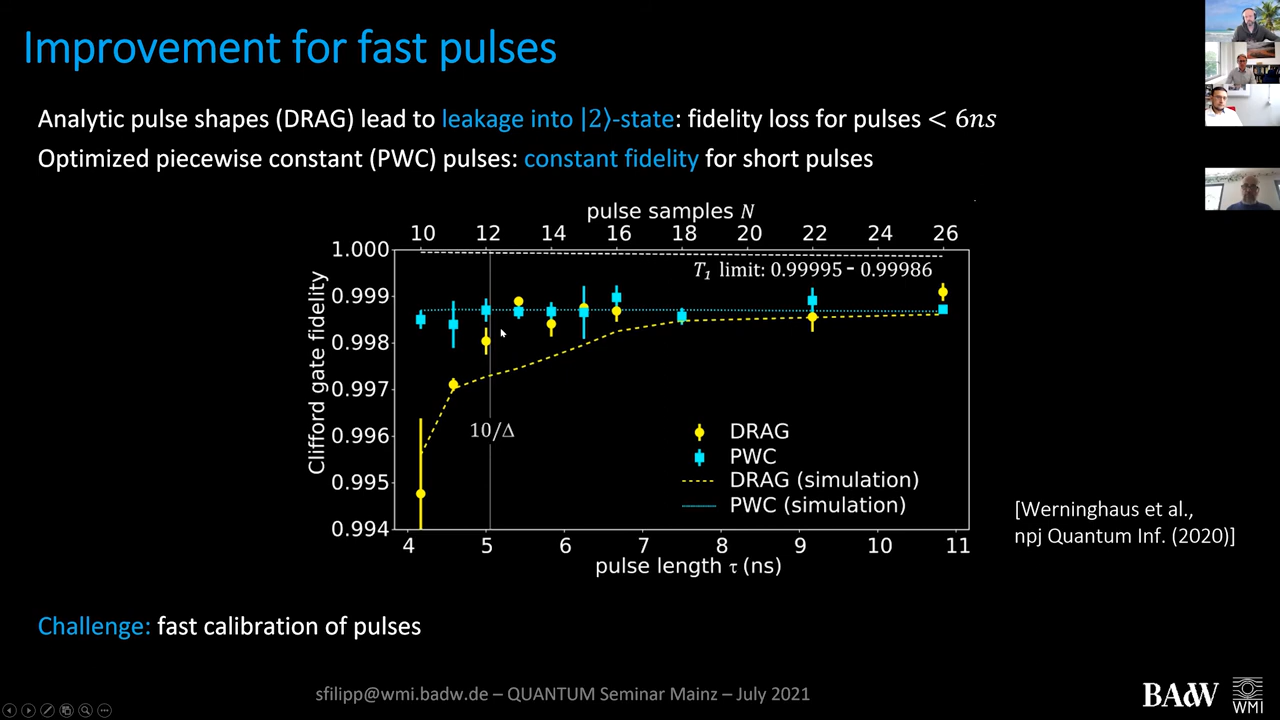 Improvement for fast pulses
Analytic pulse shapes (DRAG) lead to leakage into |2⟩-state: fidelity loss for pulses < 6ns
Optimized piecewise constant (PWC) pulses: constant fidelity for short pulses
pulse samples N
10 12 14 16 18 20 22 24 26
1.000
0.999
0.998
0.997
0.996
0.995
0.994
Clifford gate fidelity
T₁ limit: 0.99995 - 0.99986
10/Δ
DRAG
PWC
DRAG (simulation)
PWC (simulation)
4 5 6 7 8 9 10 11
pulse length τ (ns)
[Werninghaus et al.,
npj Quantum Inf. (2020)]
Challenge: fast calibration of pulses
sfilipp@wmi.badw.de – QUANTUM Seminar Mainz – July 2021
BAdW
WMI